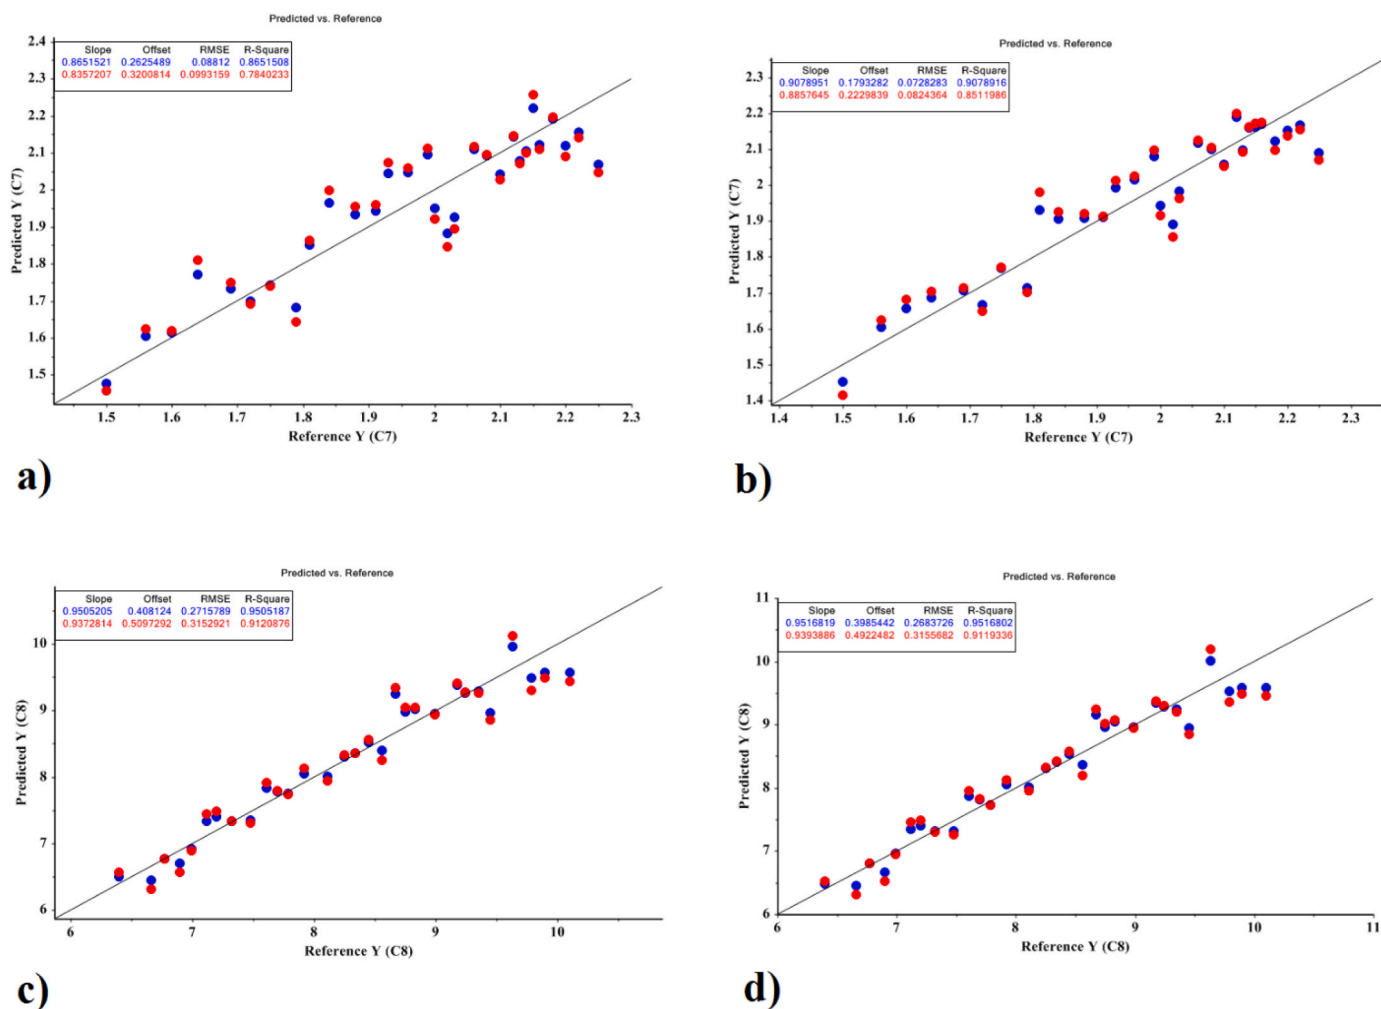 Predicted vs. Reference
Slope Offset RMSE R-Square
0.8651521 0.2625489 0.08812 0.8651508
0.8357207 0.3200814 0.0993159 0.7840233
2.4
2.3
2.2
2.1
2
1.9
1.8
1.7
1.6
1.5
Predicted Y (C7)
1.5 1.6 1.7 1.8 1.9 2 2.1 2.2 2.3
Reference Y (C7)
a)
Predicted vs. Reference
Slope Offset RMSE R-Square
0.9078951 0.1793282 0.0728283 0.9078916
0.8857645 0.2229839 0.0824364 0.8511986
2.3
2.2
2.1
2
1.9
1.8
1.7
1.6
1.5
1.4
Predicted Y (C7)
1.4 1.5 1.6 1.7 1.8 1.9 2 2.1 2.2 2.3
Reference Y (C7)
b)
Predicted vs. Reference
Slope Offset RMSE R-Square
0.9505205 0.408124 0.2715789 0.9505187
0.9372814 0.5097292 0.3152921 0.9120876
10
9
8
7
6
Predicted Y (C8)
6 7 8 9 10
Reference Y (C8)
c)
Predicted vs. Reference
Slope Offset RMSE R-Square
0.9516819 0.3985442 0.2683726 0.9516802
0.9393886 0.4922482 0.3155682 0.9119336
11
10
9
8
7
6
Predicted Y (C8)
6 7 8 9 10 11
Reference Y (C8)
d)